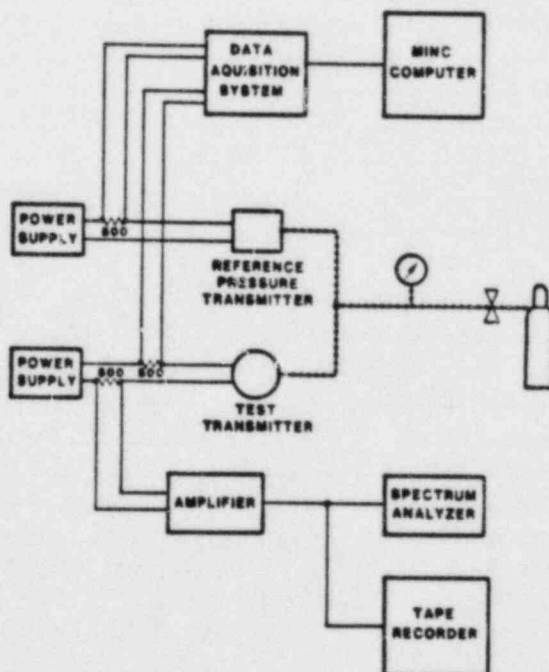 DATA
AQUISITION
SYSTEM
MINC
COMPUTER
POWER
SUPPLY
500
REFERENCE
PRESSURE
TRANSMITTER
POWER
SUPPLY
500
500
TEST
TRANSMITTER
AMPLIFIER
SPECTRUM
ANALYZER
TAPE
RECORDER